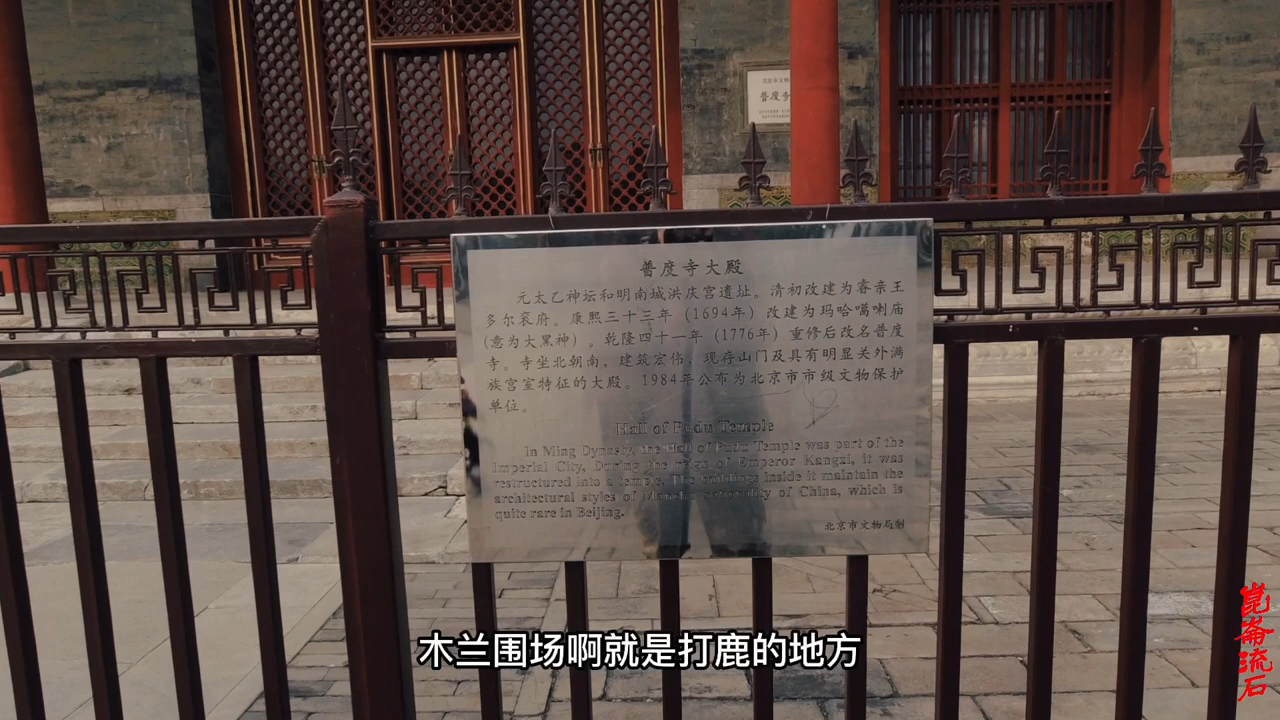 普度寺
普度寺大殿
元太乙神坛和明南城洪庆宫遗址。清初改建为睿亲王
多尔衮府。康熙三十三年（1694年）改建为玛哈噶喇庙
(意为大黑神）。乾隆四十一年（1776年）重修后改名普度
寺。寺坐北朝南，建筑宏伟，现存山门及具有明显关外满
族宫室特征的大殿。1984年公布为北京市市级文物保护
单位。
Hall of Pudu Temple
In Ming Dynasty, the Hall of Pudu Temple was part of the
Imperial City, During the reign of Emperor Kangxi, it was
restructured into a temple. The buildings inside it maintain the
architectural styles of Manchu nationality of China, which is
quite rare in Beijing.
北京市文物局制
木兰围场啊就是打鹿的地方
崑崙流石